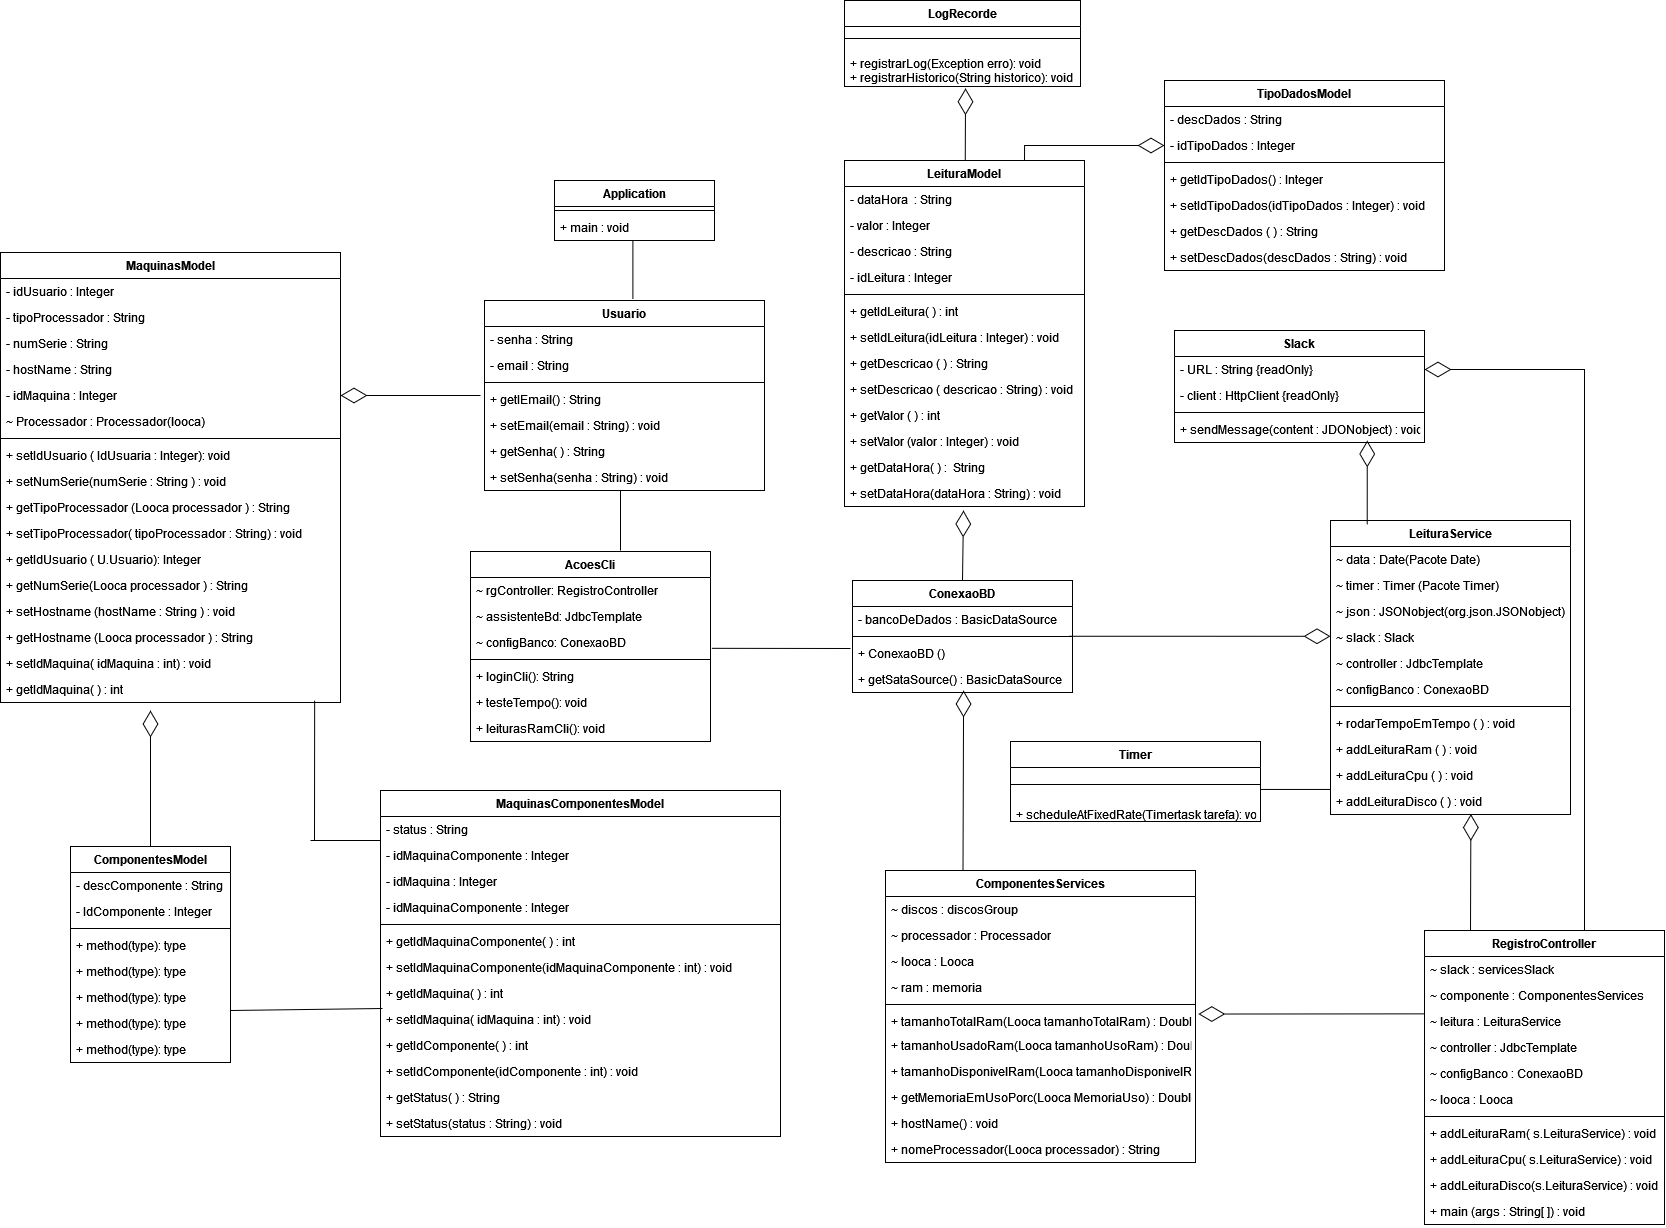 LogRecorde
+ registrarLog(Exception erro): void
+ registrarHistorico(String historico): void
TipoDadosModel
- descDados : String
- idTipoDados : Integer
+ getIdTipoDados() : Integer
+ setIdTipoDados(idTipoDados : Integer) : void
+ getDescDados ( ) : String
+ setDescDados(descDados : String) : void
LeituraModel
- dataHora : String
- valor : Integer
- descricao : String
- idLeitura : Integer
+ getIdLeitura( ) : int
+ setIdLeitura(idLeitura : Integer) : void
+ getDescricao ( ) : String
+ setDescricao ( descricao : String) : void
+ getValor ( ) : int
+ setValor (valor : Integer) : void
+ getDataHora( ) : String
+ setDataHora(dataHora : String) : void
Application
+ main : void
MaquinasModel
- idUsuario : Integer
- tipoProcessador : String
- numSerie : String
- hostName : String
- idMaquina : Integer
~ Processador : Processador(looca)
+ setIdUsuario ( IdUsuaria : Integer): void
+ setNumSerie(numSerie : String ) : void
+ getTipoProcessador (Looca processador ) : String
+ setTipoProcessador( tipoProcessador : String) : void
+ getIdUsuario ( U.Usuario): Integer
+ getNumSerie(Looca processador ) : String
+ setHostname (hostName : String ) : void
+ getHostname (Looca processador ) : String
+ setIdMaquina( idMaquina : int) : void
+ getIdMaquina( ) : int
Usuario
- senha : String
- email : String
+ getIEmail() : String
+ setEmail(email : String) : void
+ getSenha( ) : String
+ setSenha(senha : String) : void
Slack
- URL : String {readOnly}
- client : HttpClient {readOnly}
+ sendMessage(content : JDONobject) : void
LeituraService
~ data : Date(Pacote Date)
~ timer : Timer (Pacote Timer)
~ json : JSONobject(org.json.JSONobject)
~ slack : Slack
~ controller : JdbcTemplate
~ configBanco : ConexaoBD
+ rodarTempoEmTempo ( ) : void
+ addLeituraRam ( ) : void
+ addLeituraCpu ( ) : void
+ addLeituraDisco ( ) : void
AcoesCli
~ rgController: RegistroController
~ assistenteBd: JdbcTemplate
~ configBanco: ConexaoBD
+ loginCli(): String
+ testeTempo(): void
+ leiturasRamCli(): void
ConexaoBD
- bancoDeDados : BasicDataSource
+ ConexaoBD ()
+ getSataSource() : BasicDataSource
Timer
+ scheduleAtFixedRate(Timertask tarefa): vo
MaquinasComponentesModel
- status : String
- idMaquinaComponente : Integer
- idMaquina : Integer
- idMaquinaComponente : Integer
+ getIdMaquinaComponente( ) : int
+ setIdMaquinaComponente(idMaquinaComponente : int) : void
+ getIdMaquina( ) : int
+ setIdMaquina( idMaquina : int) : void
+ getIdComponente( ) : int
+ setIdComponente(idComponente : int) : void
+ getStatus( ) : String
+ setStatus(status : String) : void
ComponentesModel
- descComponente : String
- IdComponente : Integer
+ method(type): type
+ method(type): type
+ method(type): type
+ method(type): type
+ method(type): type
ComponentesServices
~ discos : discosGroup
~ processador : Processador
~ looca : Looca
~ ram : memoria
+ tamanhoTotalRam(Looca tamanhoTotalRam) : Doubl
+ tamanhoUsadoRam(Looca tamanhoUsoRam) : Doul
+ tamanhoDisponivelRam(Looca tamanhoDisponivelR
+ getMemoriaEmUsoPorc(Looca MemoriaUso) : Doubl
+ hostName() : void
+ nomeProcessador(Looca processador) : String
RegistroController
~ slack : servicesSlack
~ componente : ComponentesServices
~ leitura : LeituraService
~ controller : JdbcTemplate
~ configBanco : ConexaoBD
~ looca : Looca
+ addLeituraRam( s.LeituraService) : void
+ addLeituraCpu( s.LeituraService) : void
+ addLeituraDisco(s.LeituraService) : void
+ main (args : String[ ]) : void